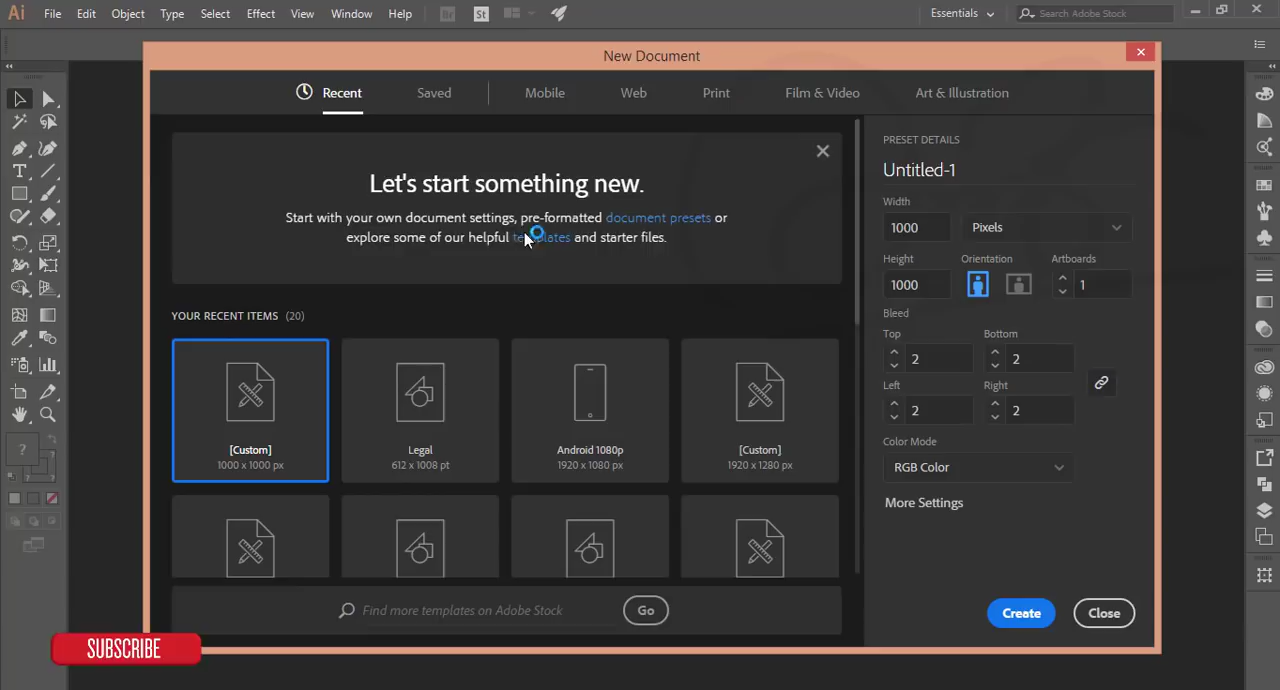 Ai File Edit Object Type Select Effect View Window Help Br St Essentials Search Adobe Stock
New Document
Recent Saved Mobile Web Print Film & Video Art & Illustration
Let's start something new.
Start with your own document settings, pre-formatted document presets or
explore some of our helpful templates and starter files.
YOUR RECENT ITEMS (20)
[Custom]
1000 x 1000 px
Legal
612 x 1008 pt
Android 1080p
1920 x 1080 px
[Custom]
1920 x 1280 px
Find more templates on Adobe Stock Go
PRESET DETAILS
Untitled-1
Width
1000 Pixels
Height Orientation Artboards
1000 1
Bleed
Top Bottom
2 2
Left Right
2 2
Color Mode
RGB Color
More Settings
Create Close
T
?
SUBSCRIBE